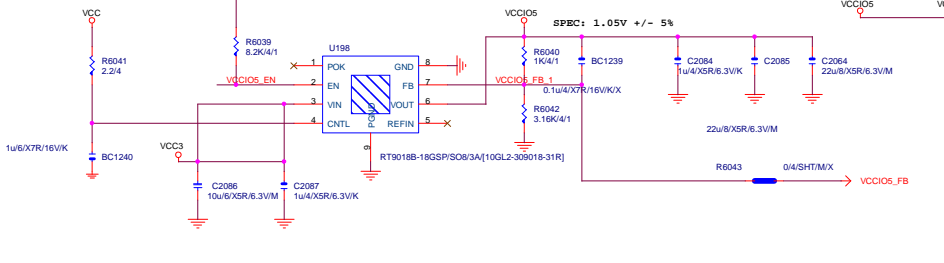 VCC
VCCIO5
SPEC: 1.05V +/- 5%
VCCIO5
R6041
2.2/4
R6039
8.2K/4/1
U198
R6040
1K/4/1
BC1239
0.1u/4/X7R/16V/K/X
C2084
1u/4/X5R/6.3V/K
C2085
C2064
22u/8/X5R/6.3V/M
VCCIO5_EN
1 POK
2 EN
3 VIN
4 CNTL
GND 8
FB 7
VOUT 6
REFIN 5
PGND
9
VCCIO5_FB_1
R6042
3.16K/4/1
22u/8/X5R/6.3V/M
1u/6/X7R/16V/K
BC1240
VCC3
RT9018B-18GSP/SO8/3A/[10GL2-309018-31R]
R6043
0/4/SHT/M/X
VCCIO5_FB
C2086
10u/6/X5R/6.3V/M
C2087
1u/4/X5R/6.3V/K